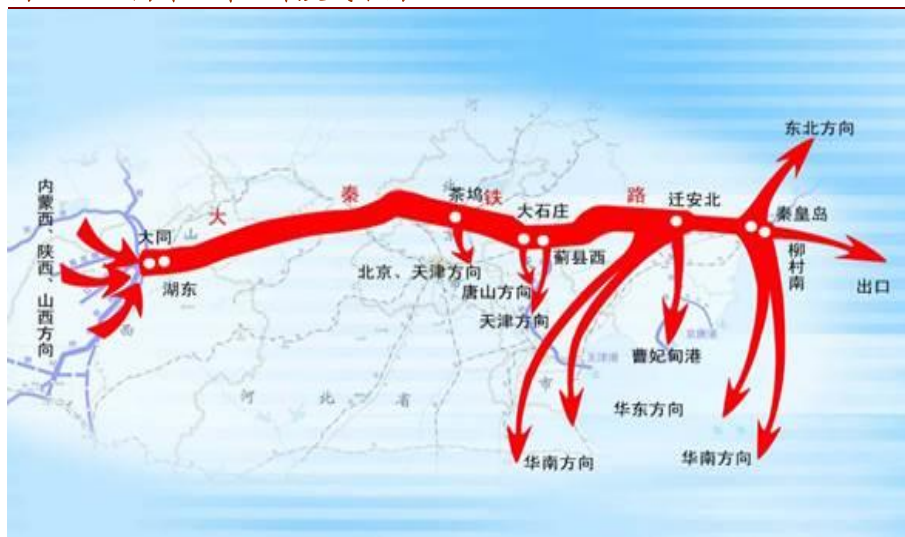 东北方向
大秦铁路
茶坞
迁安北
大石庄
秦皇岛
内蒙西、陕西、山西方向
大同
蓟县西
柳村南
北京、天津方向
湖东
唐山方向
出口
天津方向
曹妃甸港
华东方向
华南方向
华南方向
河北省